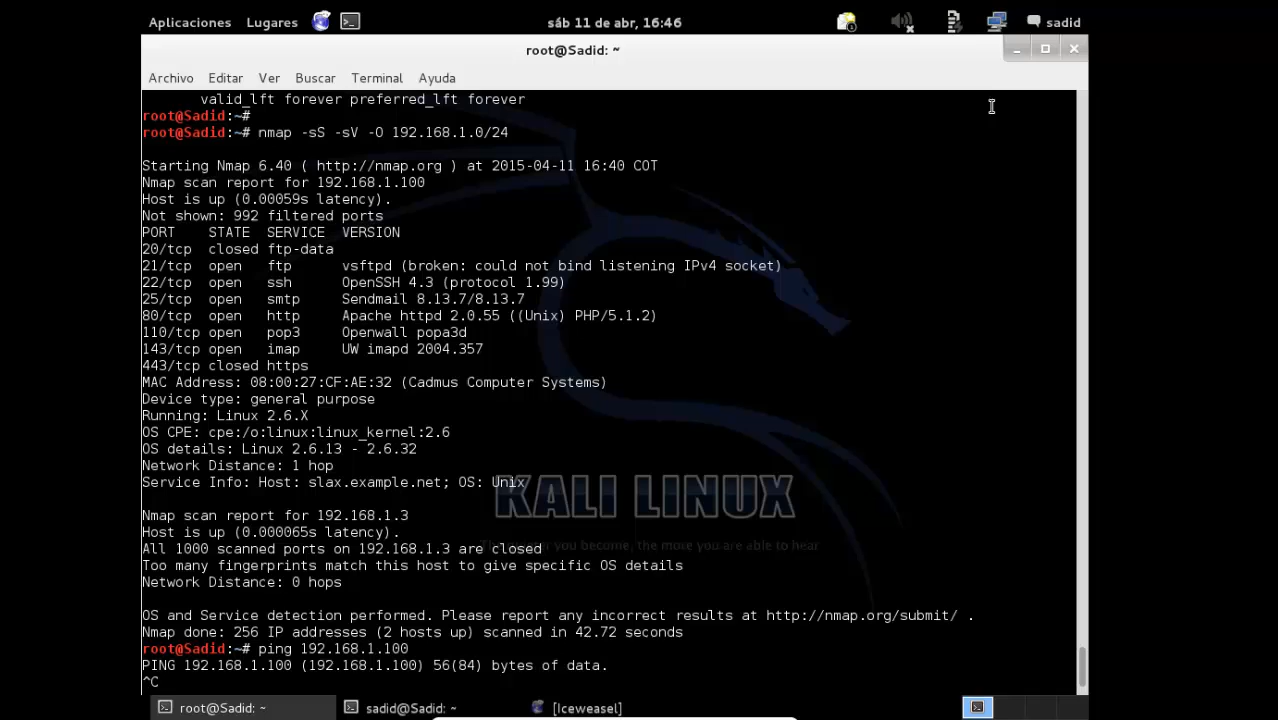 Aplicaciones Lugares sáb 11 de abr, 16:46 sadid
root@Sadid: ~
Archivo Editar Ver Buscar Terminal Ayuda
valid_lft forever preferred_lft forever
root@Sadid:~#
root@Sadid:~# nmap -sS -sV -O 192.168.1.0/24
Starting Nmap 6.40 ( http://nmap.org ) at 2015-04-11 16:40 COT
Nmap scan report for 192.168.1.100
Host is up (0.00059s latency).
Not shown: 992 filtered ports
PORT STATE SERVICE VERSION
20/tcp closed ftp-data
21/tcp open ftp vsftpd (broken: could not bind listening IPv4 socket)
22/tcp open ssh OpenSSH 4.3 (protocol 1.99)
25/tcp open smtp Sendmail 8.13.7/8.13.7
80/tcp open http Apache httpd 2.0.55 ((Unix) PHP/5.1.2)
110/tcp open pop3 Openwall popa3d
143/tcp open imap UW imapd 2004.357
443/tcp closed https
MAC Address: 08:00:27:CF:AE:32 (Cadmus Computer Systems)
Device type: general purpose
Running: Linux 2.6.X
OS CPE: cpe:/o:linux:linux_kernel:2.6
OS details: Linux 2.6.13 - 2.6.32
Network Distance: 1 hop
Service Info: Host: slax.example.net; OS: Unix
KALI LINUX
Nmap scan report for 192.168.1.3
Host is up (0.000065s latency).
All 1000 scanned ports on 192.168.1.3 are closed
you become, the more you are able to hear
Too many fingerprints match this host to give specific OS details
Network Distance: 0 hops
OS and Service detection performed. Please report any incorrect results at http://nmap.org/submit/ .
Nmap done: 256 IP addresses (2 hosts up) scanned in 42.72 seconds
root@Sadid:~# ping 192.168.1.100
PING 192.168.1.100 (192.168.1.100) 56(84) bytes of data.
^C
root@Sadid: ~ sadid@Sadid: ~ [Iceweasel]